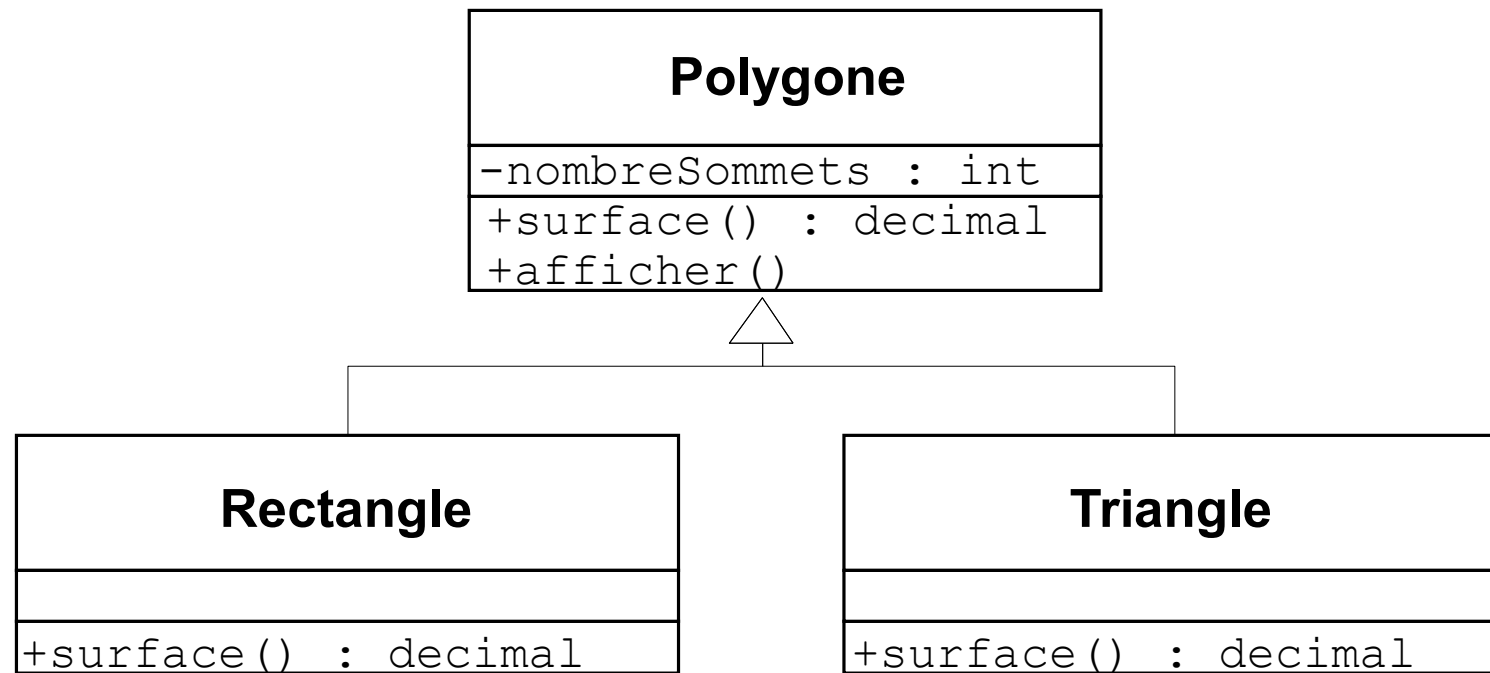 Polygone
-nombreSommets : int
+surface() : decimal
+afficher()
Rectangle
+surface() : decimal
Triangle
+surface() : decimal